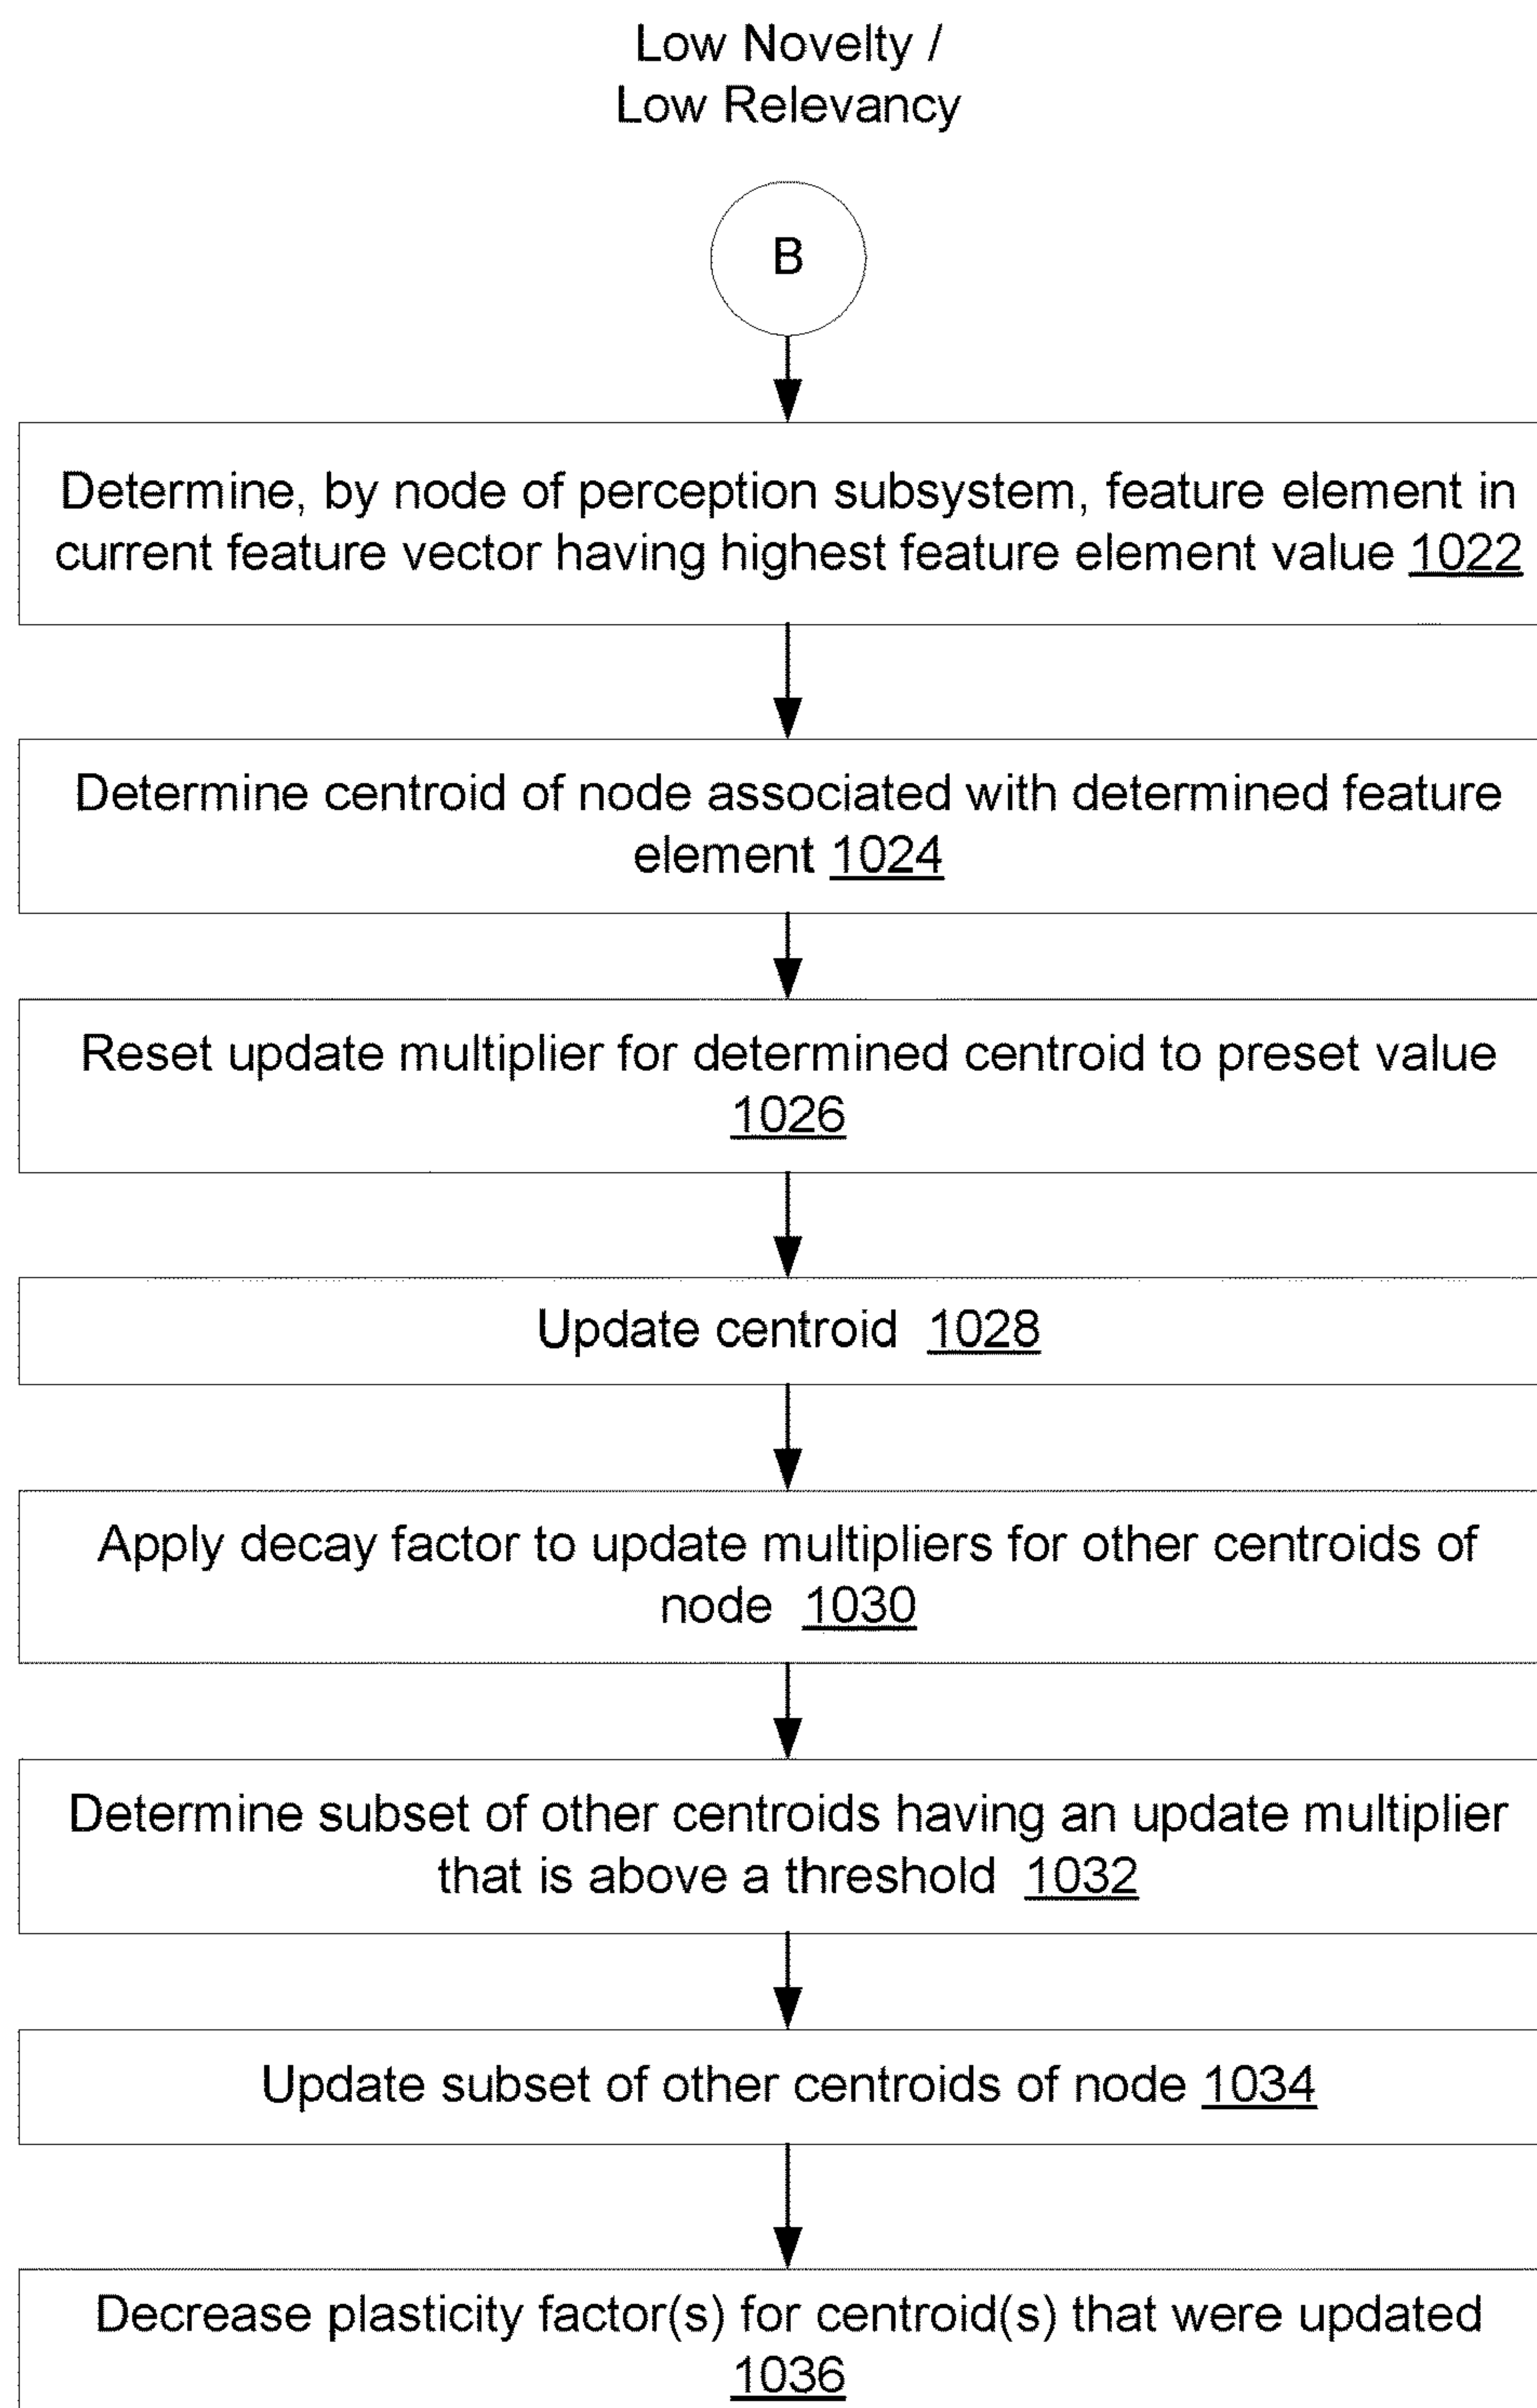 Low Novelty /
Low Relevancy
B
Determine, by node of perception subsystem, feature element in
current feature vector having highest feature element value 1022
Determine centroid of node associated with determined feature
element 1024
Reset update multiplier for determined centroid to preset value
1026
Update centroid 1028
Apply decay factor to update multipliers for other centroids of
node 1030
Determine subset of other centroids having an update multiplier
that is above a threshold 1032
Update subset of other centroids of node 1034
Decrease plasticity factor(s) for centroid(s) that were updated
1036